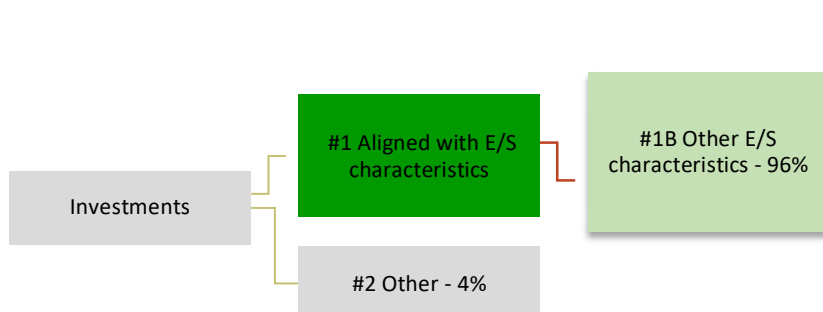 #1 Aligned with E/S
characteristics
#1B Other E/S
characteristics - 96%
Investments
#2 Other - 4%